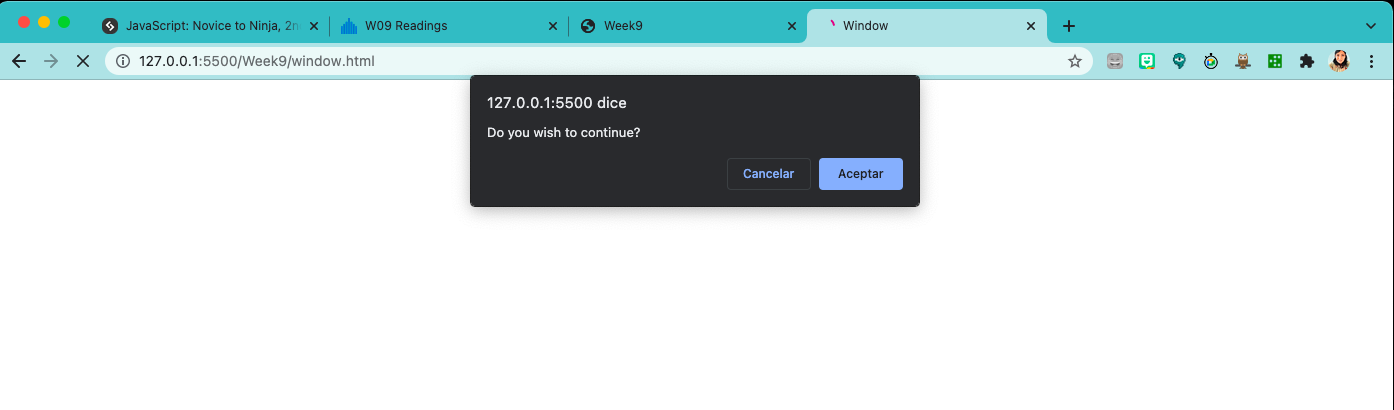 JavaScript: Novice to Ninja, 2n
W09 Readings
Week9
Window
127.0.0.1:5500/Week9/window.html
127.0.0.1:5500 dice
Do you wish to continue?
Cancelar
Aceptar